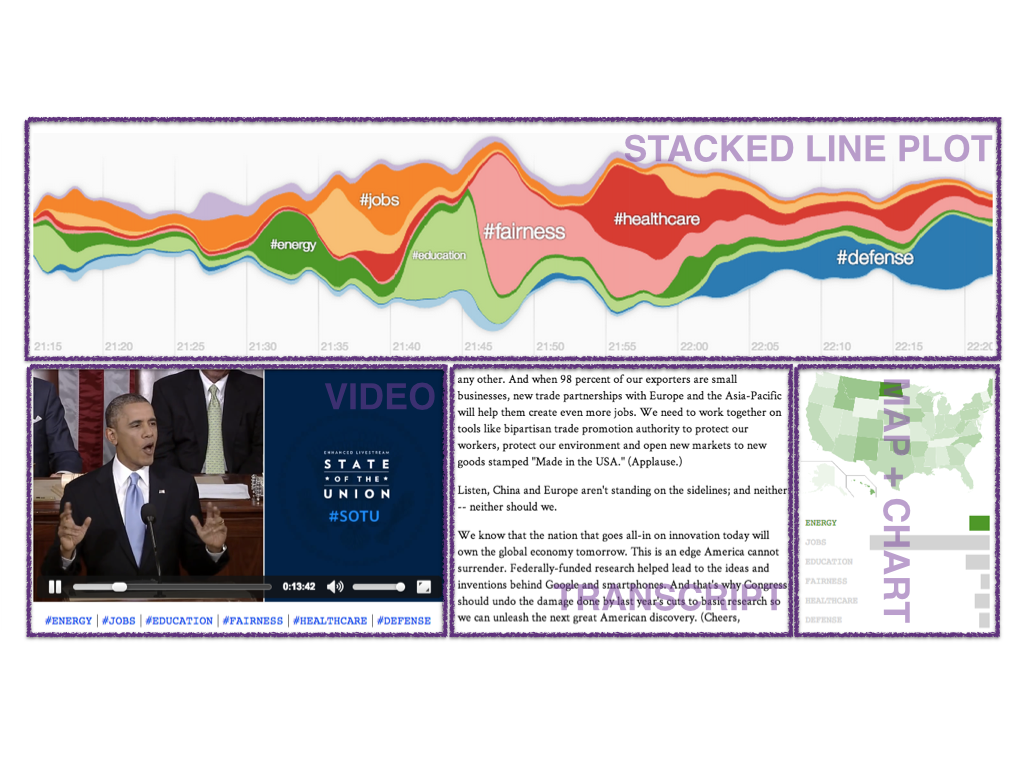 STACKED LINE PLOT
#jobs
#healthcare
#fairness
#energy
#education
#defense
21:15 21:20 21:25 21:30 21:35 21:40 21:45 21:50 21:55 22:00 22:05 22:10 22:15 22:20
VIDEO
ENHANCED LIVESTREAM
STATE
OF THE
UNION
#SOTU
0:13:42
#ENERGY | #JOBS | #EDUCATION | #FAIRNESS | #HEALTHCARE | #DEFENSE
any other. And when 98 percent of our exporters are small
businesses, new trade partnerships with Europe and the Asia-Pacific
will help them create even more jobs. We need to work together on
tools like bipartisan trade promotion authority to protect our
workers, protect our environment and open new markets to new
goods stamped "Made in the USA." (Applause.)
Listen, China and Europe aren't standing on the sidelines; and neither
-- neither should we.
We know that the nation that goes all-in on innovation today will
own the global economy tomorrow. This is an edge America cannot
surrender. Federally-funded research helped lead to the ideas and
inventions behind Google and smartphones. And that's why Congress
should undo the damage done by last year's cuts to basic research so
we can unleash the next great American discovery. (Cheers,
TRANSCRIPT
MAP + CHART
ENERGY
JOBS
EDUCATION
FAIRNESS
HEALTHCARE
DEFENSE